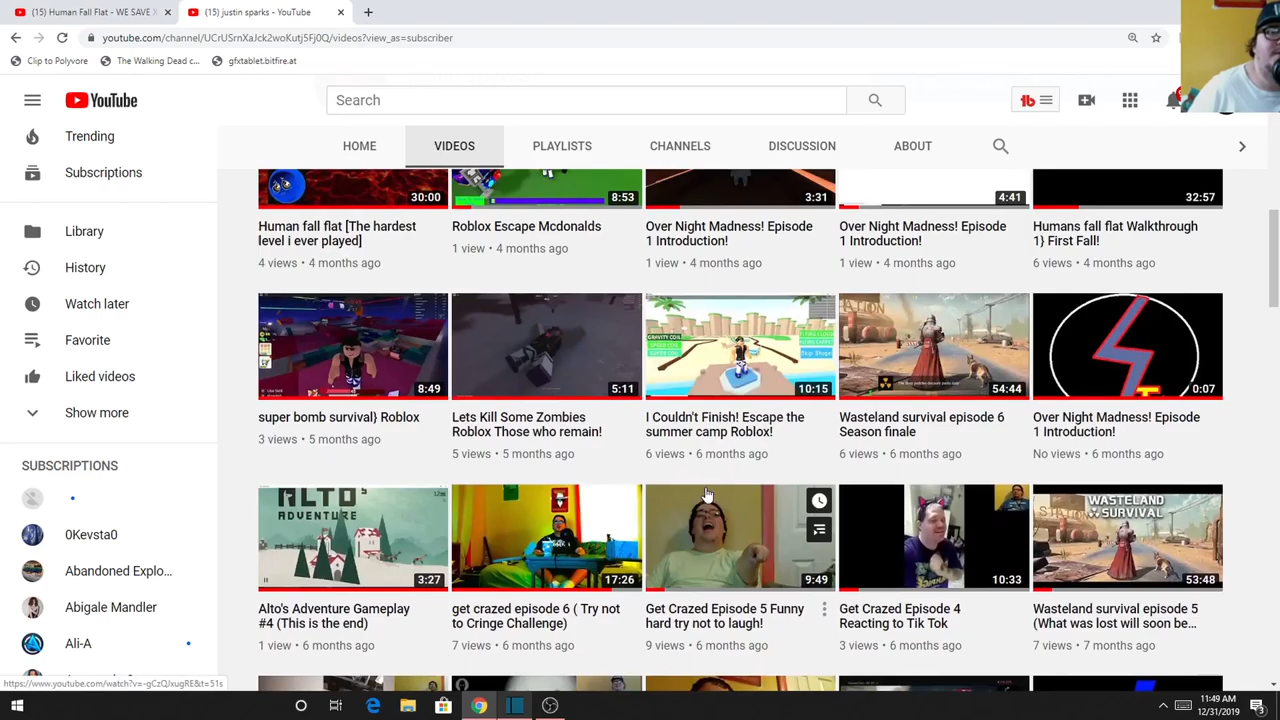 (15) Human Fall Flat - WE SAVE
(15) justin sparks - YouTube
youtube.com/channel/UCrUSrnXaJck2woKutj5Fj0Q/videos?view_as=subscriber
Clip to Polyvore
The Walking Dead c...
gfxtablet.bitfire.at
YouTube
Search
Trending
Subscriptions
Library
History
Watch later
Favorite
Liked videos
Show more
SUBSCRIPTIONS
0Kevsta0
Abandoned Explo...
Abigale Mandler
Ali-A
HOME
VIDEOS
PLAYLISTS
CHANNELS
DISCUSSION
ABOUT
30:00
8:53
3:31
4:41
32:57
Human fall flat [The hardest
level i ever played]
4 views • 4 months ago
Roblox Escape Mcdonalds
1 view • 4 months ago
Over Night Madness! Episode
1 Introduction!
1 view • 4 months ago
Over Night Madness! Episode
1 Introduction!
1 view • 4 months ago
Humans fall flat Walkthrough
1} First Fall!
6 views • 4 months ago
8:49
5:11
GRAVITY COIL
SPEED COIL
Skip Stage
10:15
STATION
54:44
0:07
super bomb survival} Roblox
3 views • 5 months ago
Lets Kill Some Zombies
Roblox Those who remain!
5 views • 5 months ago
I Couldn't Finish! Escape the
summer camp Roblox!
6 views • 6 months ago
Wasteland survival episode 6
Season finale
6 views • 6 months ago
Over Night Madness! Episode
1 Introduction!
No views • 6 months ago
ALTO'S
ADVENTURE
3:27
17:26
9:49
10:33
WASTELAND
SURVIVAL
53:48
Alto's Adventure Gameplay
#4 (This is the end)
1 view • 6 months ago
get crazed episode 6 ( Try not
to Cringe Challenge)
7 views • 6 months ago
Get Crazed Episode 5 Funny
hard try not to laugh!
9 views • 6 months ago
Get Crazed Episode 4
Reacting to Tik Tok
3 views • 6 months ago
Wasteland survival episode 5
(What was lost will soon be...
7 views • 7 months ago
https://www.youtube.com/watch?v=-gCzQJxugRE&t=51s
11:49 AM
12/31/2019